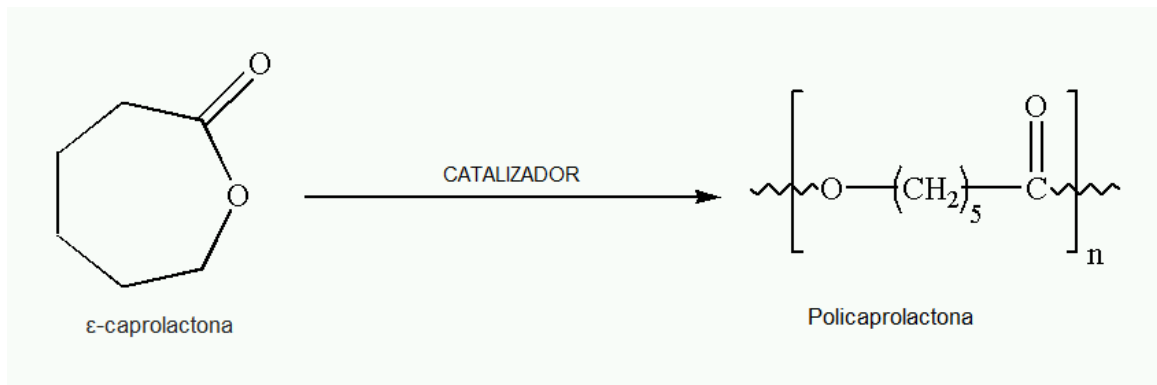 O
O
CATALIZADOR
O
O—(CH₂)₅—C
n
ε-caprolactona
Policaprolactona